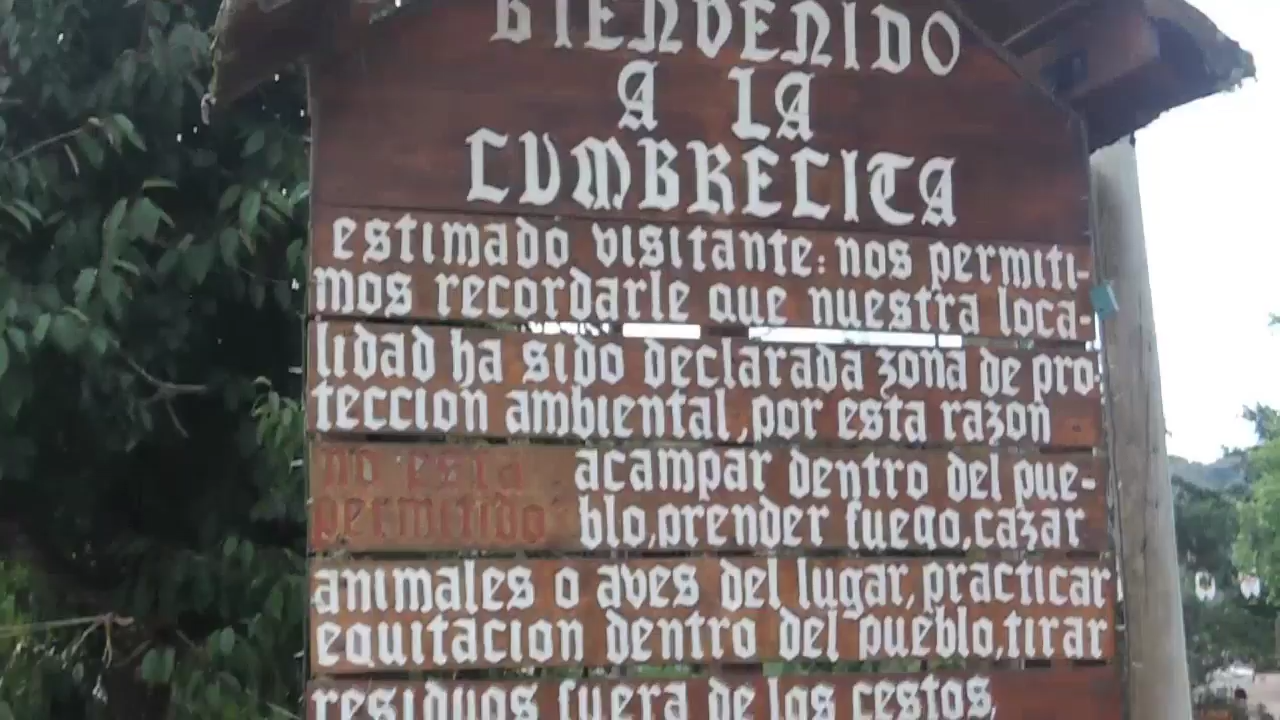 BIENVENIDO
A LA
CUMBRECITA
estimado visitante: nos permiti-
mos recordarle que nuestra loca-
lidad ha sido declarada zona de pro-
teccion ambiental, por esta razon
no esta acampar dentro del pue-
permitido blo, prender fuego, cazar
animales o aves del lugar, practicar
equitacion dentro del pueblo, tirar
residuos fuera de los cestos,